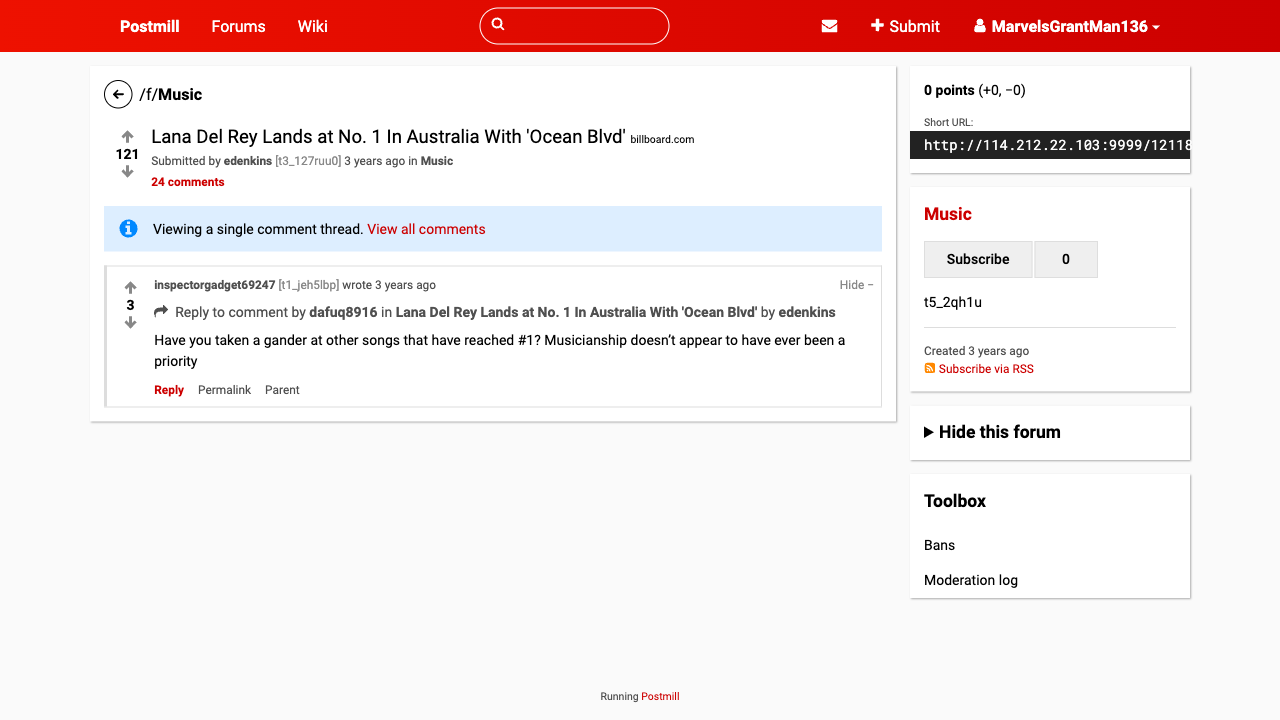 Postmill
Forums
Wiki
Submit
MarvelsGrantMan136
/f/Music
121
Lana Del Rey Lands at No. 1 In Australia With 'Ocean Blvd' billboard.com
Submitted by edenkins [t3_127ruu0] 3 years ago in Music
24 comments
Viewing a single comment thread. View all comments
3
inspectorgadget69247 [t1_jeh5lbp] wrote 3 years ago
Hide −
Reply to comment by dafuq8916 in Lana Del Rey Lands at No. 1 In Australia With 'Ocean Blvd' by edenkins
Have you taken a gander at other songs that have reached #1? Musicianship doesn’t appear to have ever been a
priority
Reply Permalink Parent
0 points (+0, −0)
Short URL:
http://114.212.22.103:9999/12118
Music
Subscribe 0
t5_2qh1u
Created 3 years ago
Subscribe via RSS
Hide this forum
Toolbox
Bans
Moderation log
Running Postmill